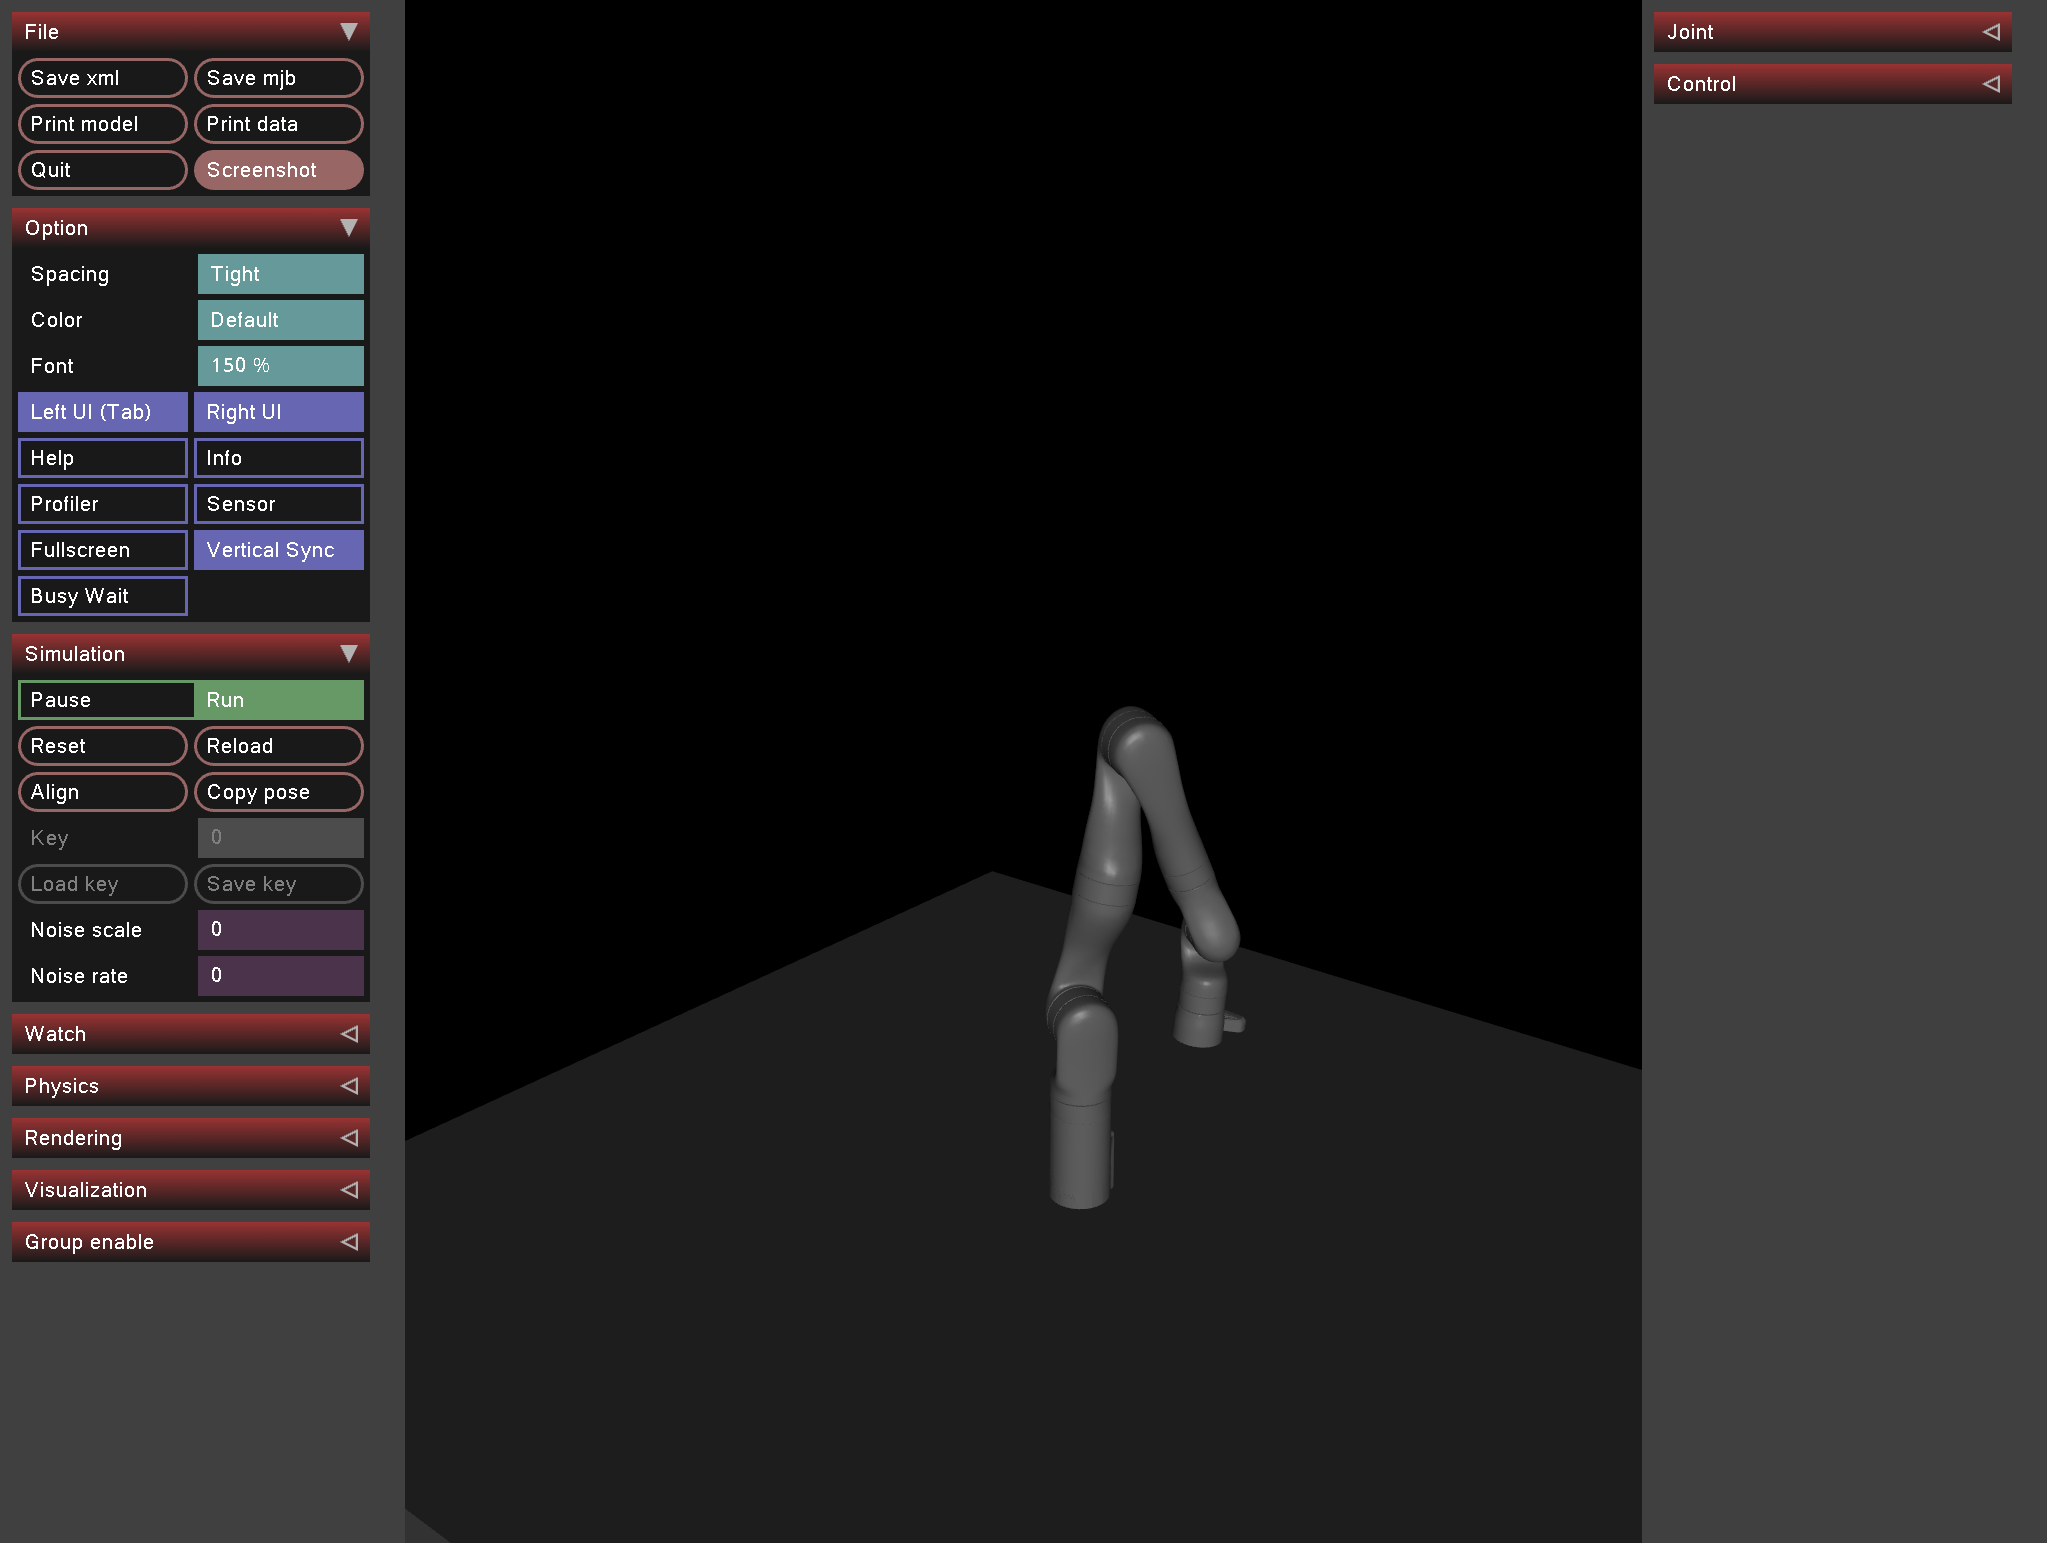 File
Save xml
Save mjb
Print model
Print data
Quit
Screenshot
Option
Spacing
Tight
Color
Default
Font
150 %
Left UI (Tab)
Right UI
Help
Info
Profiler
Sensor
Fullscreen
Vertical Sync
Busy Wait
Simulation
Pause
Run
Reset
Reload
Align
Copy pose
Key
0
Load key
Save key
Noise scale
0
Noise rate
0
Watch
Physics
Rendering
Visualization
Group enable
Joint
Control